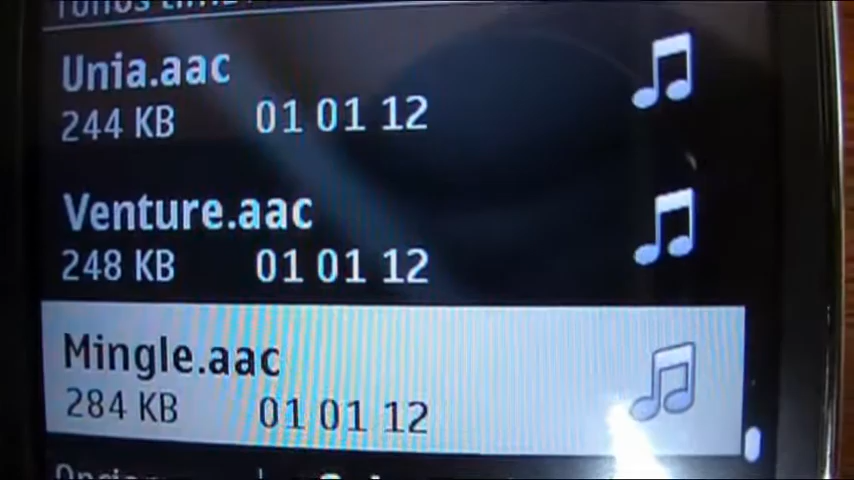 Unia.aac
244 KB 01 01 12
Venture.aac
248 KB 01 01 12
Mingle.aac
284 KB 01 01 12